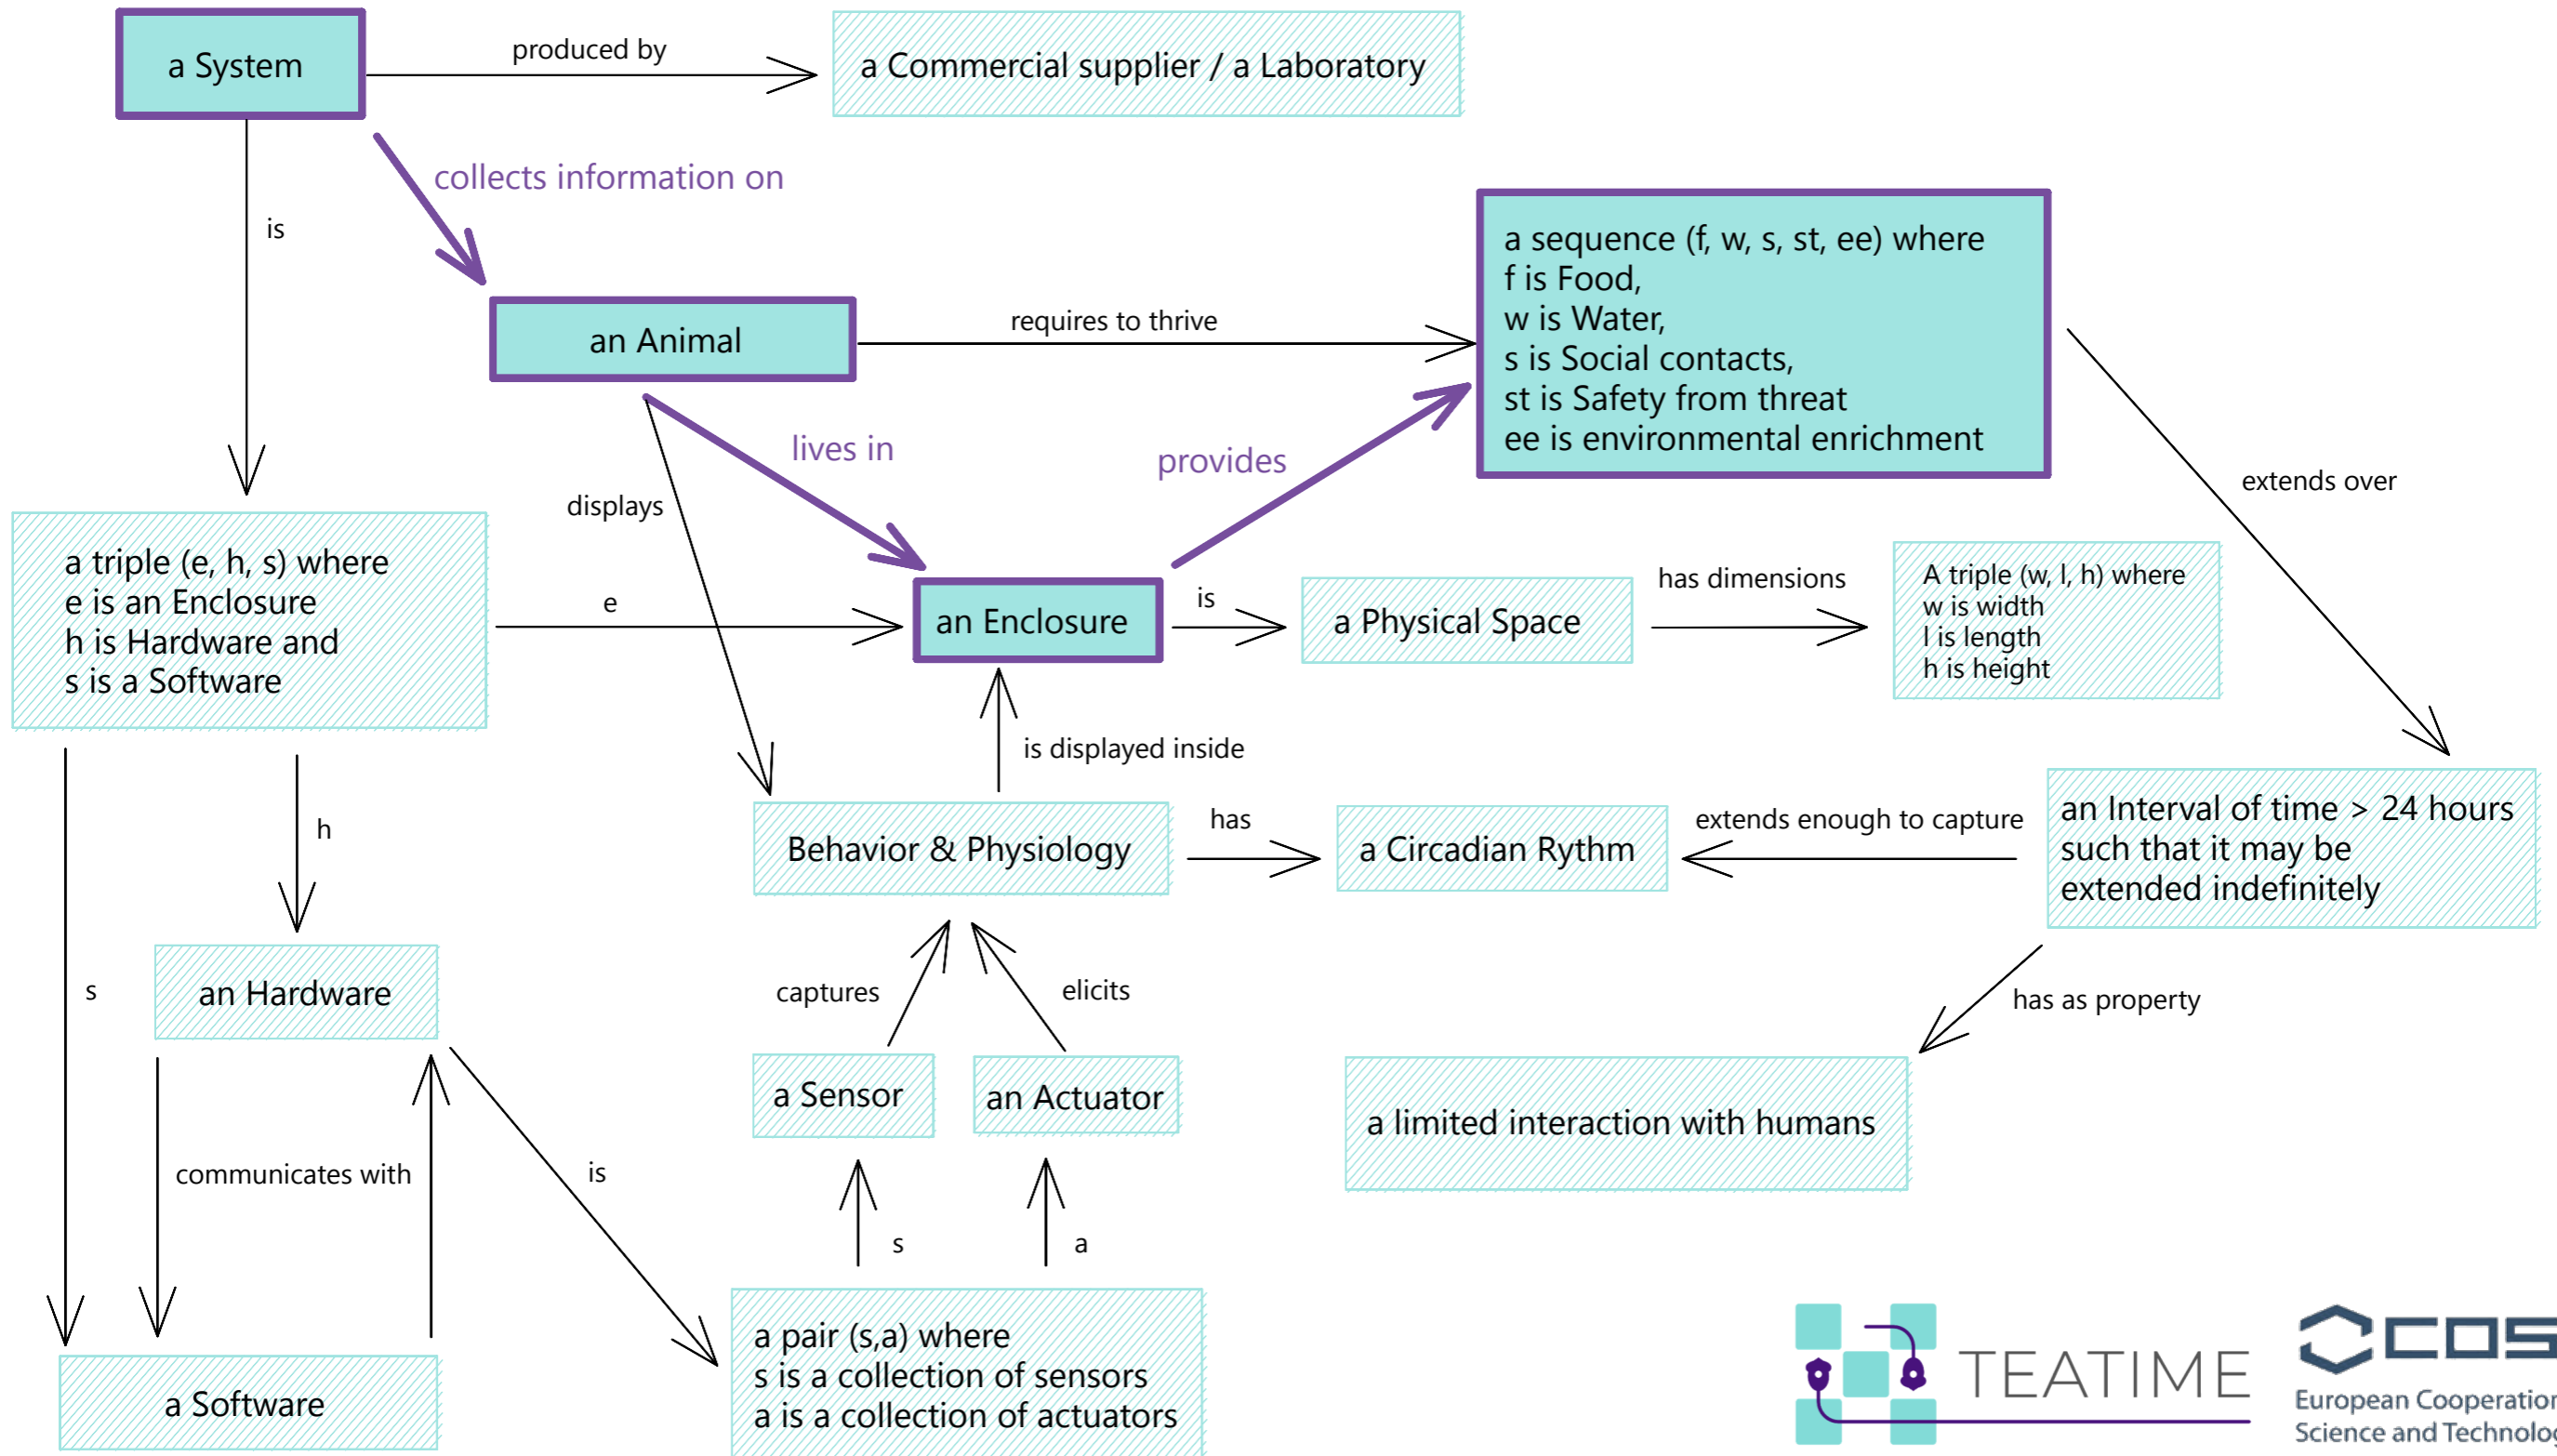 a System
produced by
a Commercial supplier / a Laboratory
collects information on
is
an Animal
requires to thrive
a sequence (f, w, s, st, ee) where
f is Food,
w is Water,
s is Social contacts,
st is Safety from threat
ee is environmental enrichment
lives in
provides
displays
extends over
a triple (e, h, s) where
e is an Enclosure
h is Hardware and
s is a Software
e
an Enclosure
is
a Physical Space
has dimensions
A triple (w, l, h) where
w is width
l is length
h is height
is displayed inside
h
Behavior & Physiology
has
a Circadian Rythm
extends enough to capture
an Interval of time > 24 hours
such that it may be
extended indefinitely
s
an Hardware
captures
elicits
has as property
a Sensor
an Actuator
a limited interaction with humans
communicates with
is
s
a
a Software
a pair (s,a) where
s is a collection of sensors
a is a collection of actuators
TEATIME
COS
European Cooperation
Science and Technolo